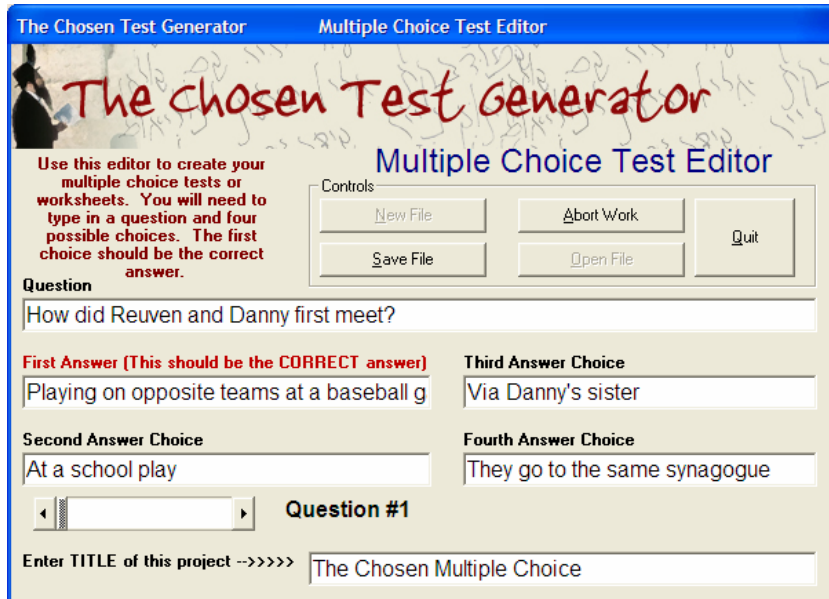 The Chosen Test Generator Multiple Choice Test Editor
The Chosen Test Generator
Multiple Choice Test Editor
Use this editor to create your
multiple choice tests or
worksheets. You will need to
type in a question and four
possible choices. The first
choice should be the correct
answer.
Controls
New File
Abort Work
Quit
Save File
Open File
Question
How did Reuven and Danny first meet?
First Answer (This should be the CORRECT answer)
Playing on opposite teams at a baseball g
Third Answer Choice
Via Danny's sister
Second Answer Choice
At a school play
Fourth Answer Choice
They go to the same synagogue
Question #1
Enter TITLE of this project -->>>>>
The Chosen Multiple Choice